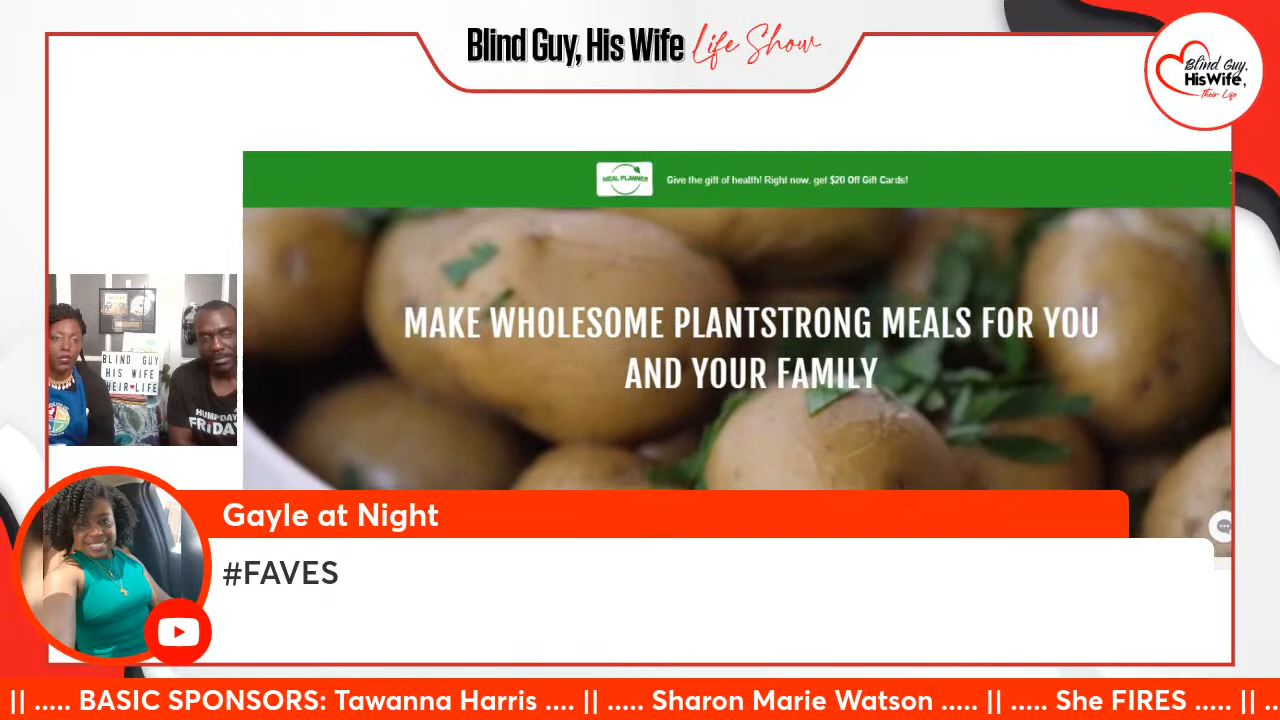 Blind Guy, His Wife Life Show
Blind Guy,
His Wife,
Their Life
MEAL PLANNER
Give the gift of health! Right now, get $20 Off Gift Cards!
MAKE WHOLESOME PLANTSTRONG MEALS FOR YOU
AND YOUR FAMILY
BLIND GUY
HIS WIFE
HEIR♥LIFE
HUMPDAY
FRIDAY
Gayle at Night
#FAVES
|| ..... BASIC SPONSORS: Tawanna Harris .... || ..... Sharon Marie Watson ..... || ..... She FIRES ..... || ..